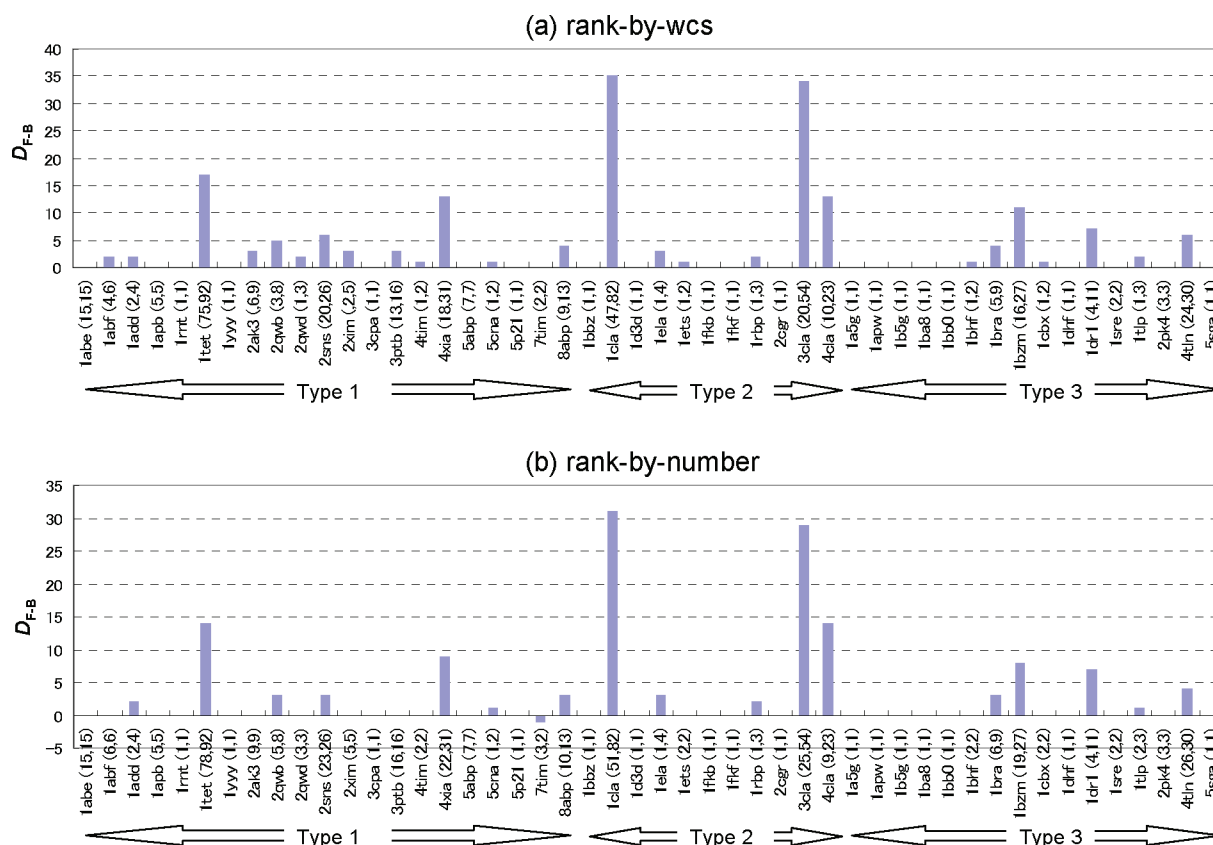 (a) rank-by-wcs
40
35
30
25
20
15
10
5
0
D_F-B
1abe (15,15)
1abf (4,6)
1add (2,4)
1apb (5,5)
1rnt (1,1)
1tet (75,92)
1yyy (1,1)
2ak3 (,6,9)
2qwb (3,8)
2qwd (1,3)
2sns (20,26)
2xim (,2,5)
3cpa (1,1)
3ptb (13,16)
4tim (1,2)
4xia (18,31)
5abp (7,7)
5cna (1,2)
5p21 (1,1)
7tim (2,2)
8abp (9,13)
1bbz (1,1)
1cla (47,82)
1d3d (1,1)
1ela (1,4)
1ets (1,2)
1fkb (1,1)
1fkf (1,1)
1rbp (1,3)
2cgr (1,1)
3cla (20,54)
4cla (10,23)
1a5g (1,1)
1apw (1,1)
1b5g (1,1)
1ba8 (1,1)
1bb0 (1,1)
1bhf (1,2)
1bra (5,9)
1bzm (16,27)
1cbx (1,2)
1dhf (1,1)
1dr1 (4,11)
1sre (2,2)
1tlp (1,3)
2pk4 (3,3)
4tln (24,30)
5sga (1,1)
Type 1
Type 2
Type 3
(b) rank-by-number
35
30
25
20
15
10
5
0
-5
D_F-B
1abe (15,15)
1abf (6,6)
1add (2,4)
1apb (5,5)
1rnt (1,1)
1tet (78,92)
1yyy (1,1)
2ak3 (9,9)
2qwb (5,8)
2qwd (3,3)
2sns (23,26)
2xim (5,5)
3cpa (1,1)
3ptb (16,16)
4tim (2,2)
4xia (22,31)
5abp (7,7)
5cna (1,2)
5p21 (1,1)
7tim (3,2)
8abp (10,13)
1bbz (1,1)
1cla (51,82)
1d3d (1,1)
1ela (1,4)
1ets (2,2)
1fkb (1,1)
1fkf (1,1)
1rbp (1,3)
2cgr (1,1)
3cla (25,54)
4cla (9,23)
1a5g (1,1)
1apw (1,1)
1b5g (1,1)
1ba8 (1,1)
1bb0 (1,1)
1bhf (2,2)
1bra (6,9)
1bzm (19,27)
1cbx (2,2)
1dhf (1,1)
1dr1 (4,11)
1sre (2,2)
1tlp (2,3)
2pk4 (3,3)
4tln (26,30)
5sga (1,1)
Type 1
Type 2
Type 3